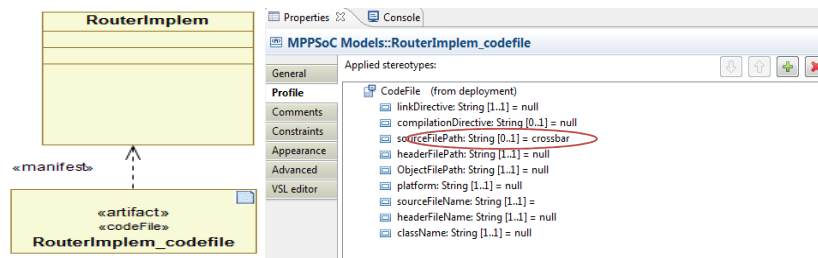 RouterImplem
«manifest»
«artifact»
«codeFile»
RouterImplem_codefile
Properties Console
MPPSoC Models::RouterImplem_codefile
General
Profile
Comments
Constraints
Appearance
Advanced
VSL editor
Applied stereotypes:
CodeFile (from deployment)
linkDirective: String [1..1] = null
compilationDirective: String [0..1] = null
sourceFilePath: String [0..1] = crossbar
headerFilePath: String [1..1] = null
ObjectFilePath: String [1..1] = null
platform: String [1..1] = null
sourceFileName: String [1..1] =
headerFileName: String [1..1] = null
className: String [1..1] = null